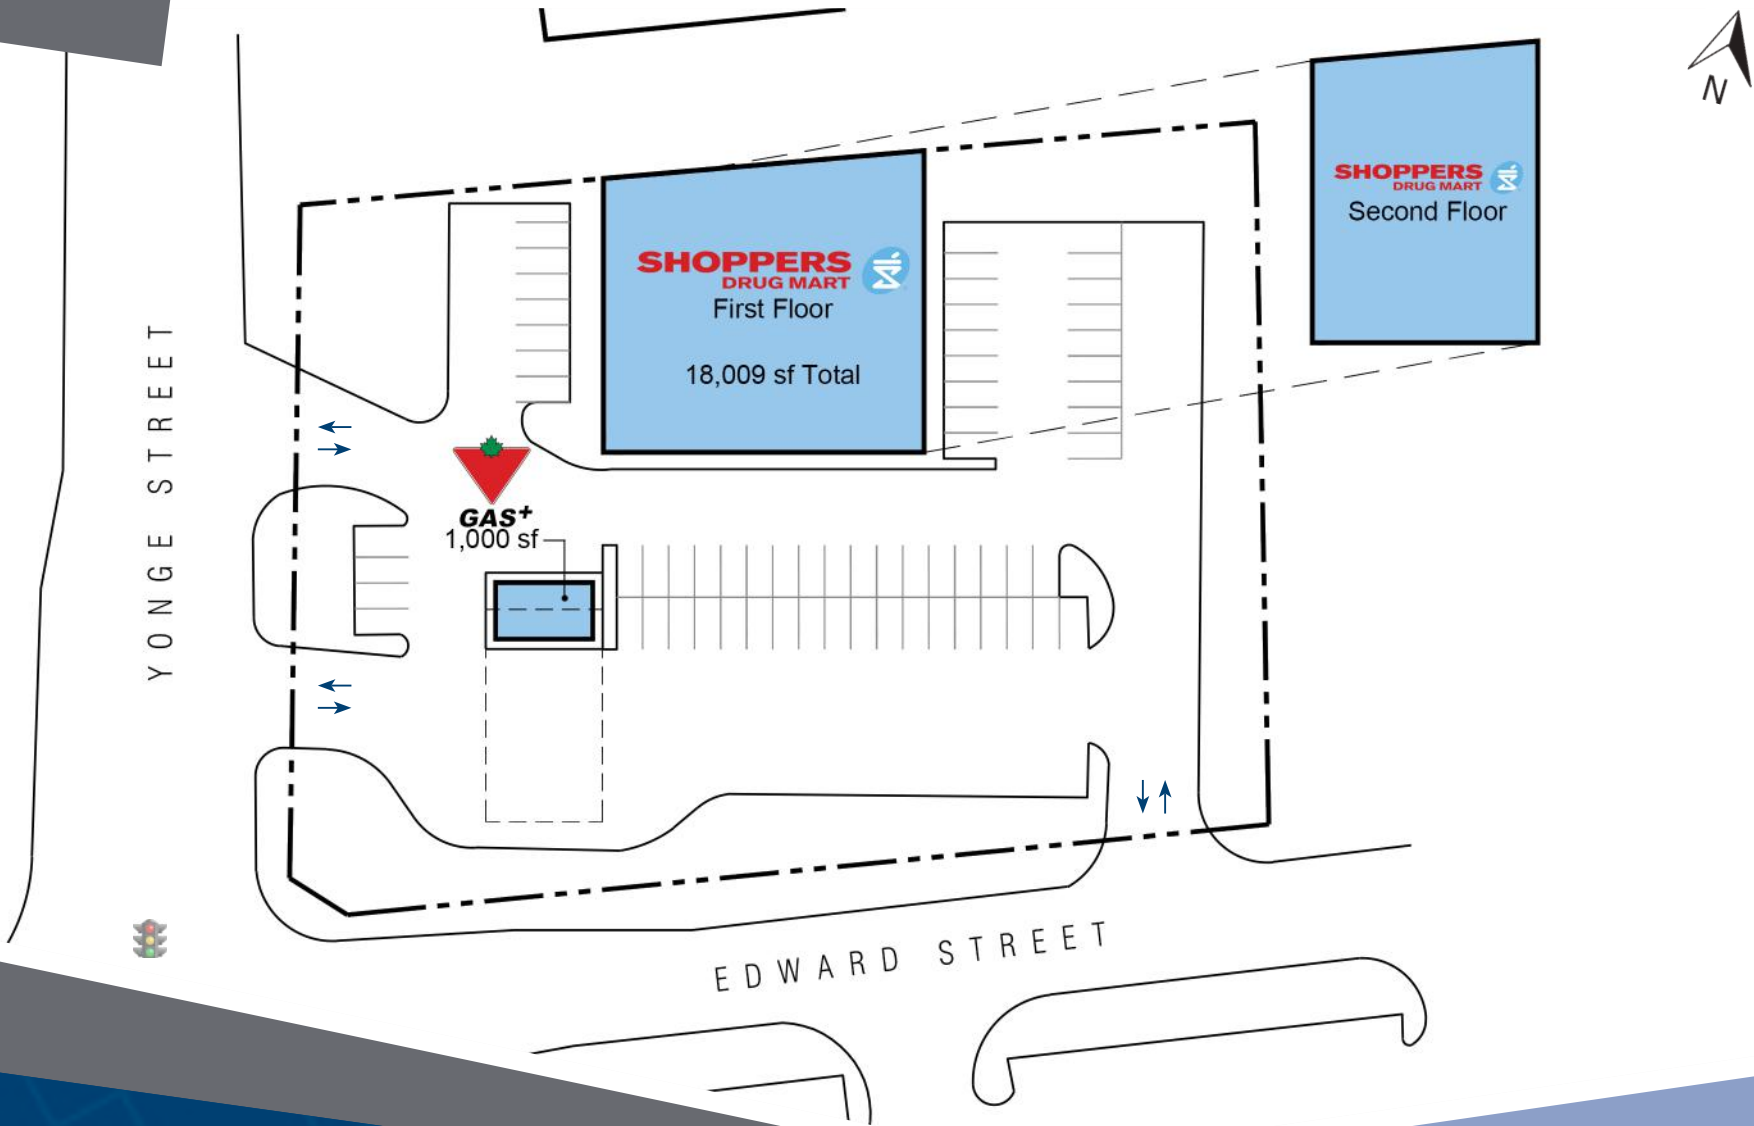 N
SHOPPERS
DRUG MART
Second Floor
SHOPPERS
DRUG MART
First Floor
18,009 sf Total
YONGE STREET
GAS+
1,000 sf
EDWARD STREET